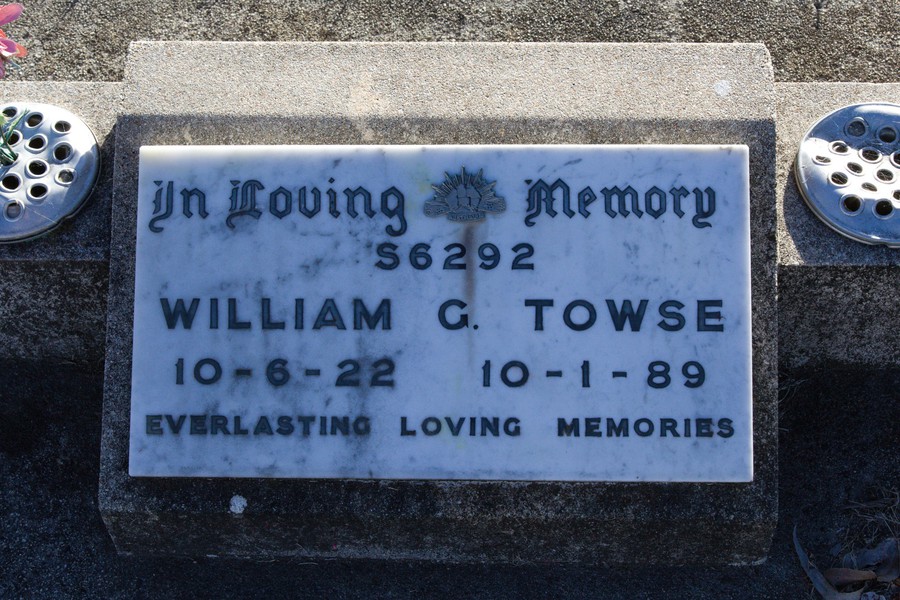 In Loving Memory
S6292
WILLIAM G. TOWSE
10-6-22 10-1-89
EVERLASTING LOVING MEMORIES